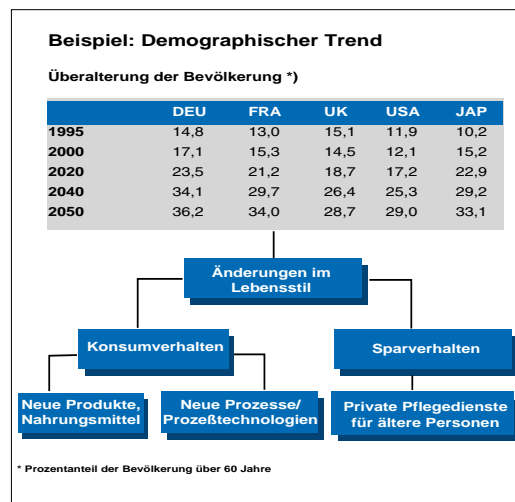 Beispiel: Demographischer Trend
Überalterung der Bevölkerung *)
DEU FRA UK USA JAP
1995 14,8 13,0 15,1 11,9 10,2
2000 17,1 15,3 14,5 12,1 15,2
2020 23,5 21,2 18,7 17,2 22,9
2040 34,1 29,7 26,4 25,3 29,2
2050 36,2 34,0 28,7 29,0 33,1
Änderungen im
Lebensstil
Konsumverhalten
Sparverhalten
Neue Produkte,
Nahrungsmittel
Neue Prozesse/
Prozeßtechnologien
Private Pflegedienste
für ältere Personen
* Prozentanteil der Bevölkerung über 60 Jahre